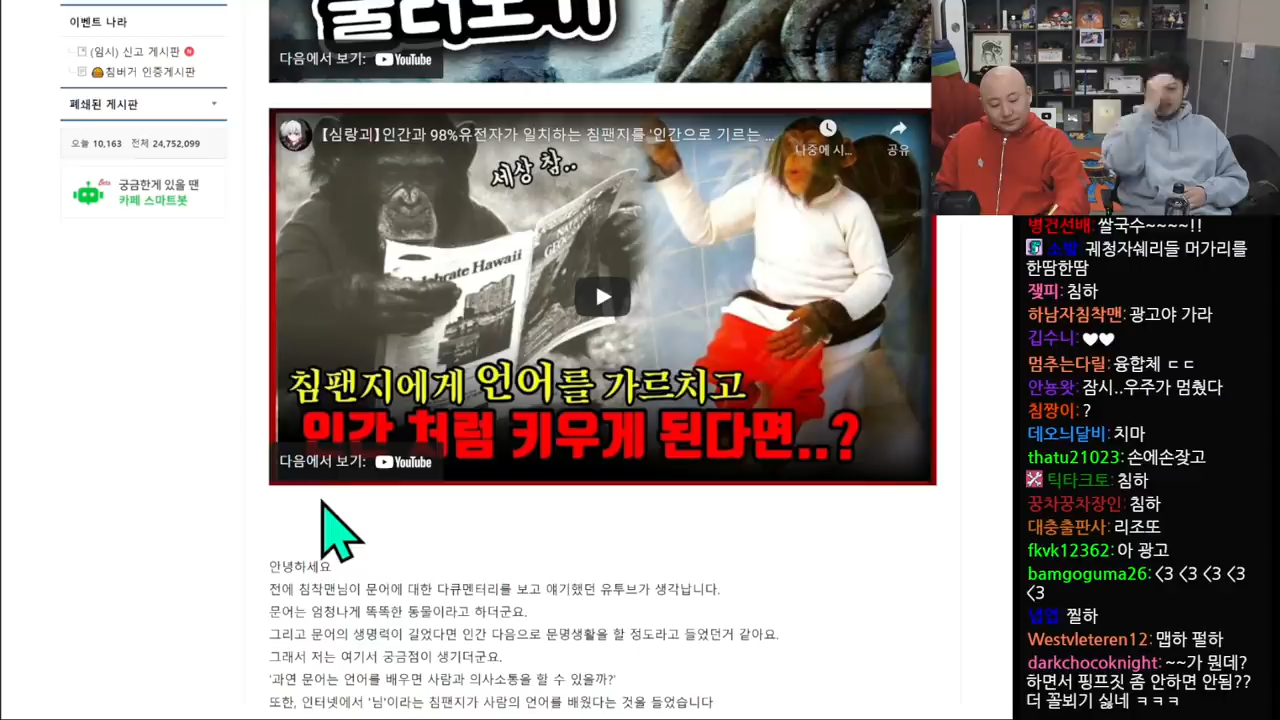 이벤트 나라
(임시) 신고 게시판
침버거 인증게시판
폐쇄된 게시판
오늘 10,163 전체 24,752,099
Beta
궁금한게 있을 땐
카페 스마트봇
다음에서 보기: YouTube
【심랑괴】인간과 98%유전자가 일치하는 침팬지를 '인간으로 기르는 ...
나중에 시...
공유
세상 참..
Celebrate Hawaii
침팬지에게 언어를 가르치고
인간 처럼 키우게 된다면..?
다음에서 보기: YouTube
안녕하세요
전에 침착맨님이 문어에 대한 다큐멘터리를 보고 얘기했던 유투브가 생각납니다.
문어는 엄청나게 똑똑한 동물이라고 하더군요.
그리고 문어의 생명력이 길었다면 인간 다음으로 문명생활을 할 정도라고 들었던거 같아요.
그래서 저는 여기서 궁금점이 생기더군요.
'과연 문어는 언어를 배우면 사람과 의사소통을 할 수 있을까?'
또한, 인터넷에서 '님'이라는 침팬지가 사람의 언어를 배웠다는 것을 들었습니다
병건선배: 쌀국수~~~~!!
궤청자쉐리들 머가리를
한땀한땀
잿피: 침하
하남자침착맨: 광고야 가라
깁수니: 🤍🤍
멈추는다릴: 융합체 ㄷㄷ
안뇽왓: 잠시..우주가 멈췄다
침짱이: ?
데오늬달비: 치마
thatu21023: 손에손잦고
틱타크토: 침하
꿍차꿍차장인: 침하
대충출판사: 리조또
fkvk12362: 아 광고
bamgoguma26: <3 <3 <3 <3
<3
찔하
Westvleteren12: 맵하 펄하
darkchocoknight: ~~가 뭔데?
하면서 핑프짓 좀 안하면 안됨??
더 꼴뵈기 싫네 ㅋㅋㅋ